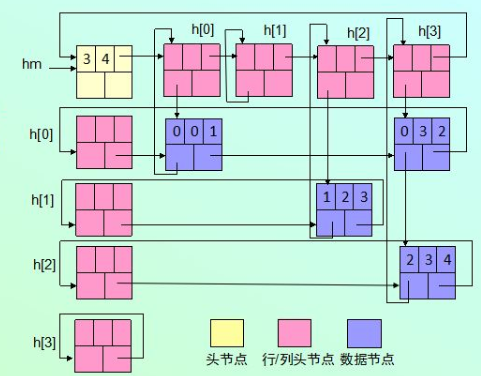 h[0] h[1] h[2] h[3]
hm 3 4
h[0] 0 0 1 0 3 2
h[1] 1 2 3
h[2] 2 3 4
h[3]
头节点 行/列头节点 数据节点